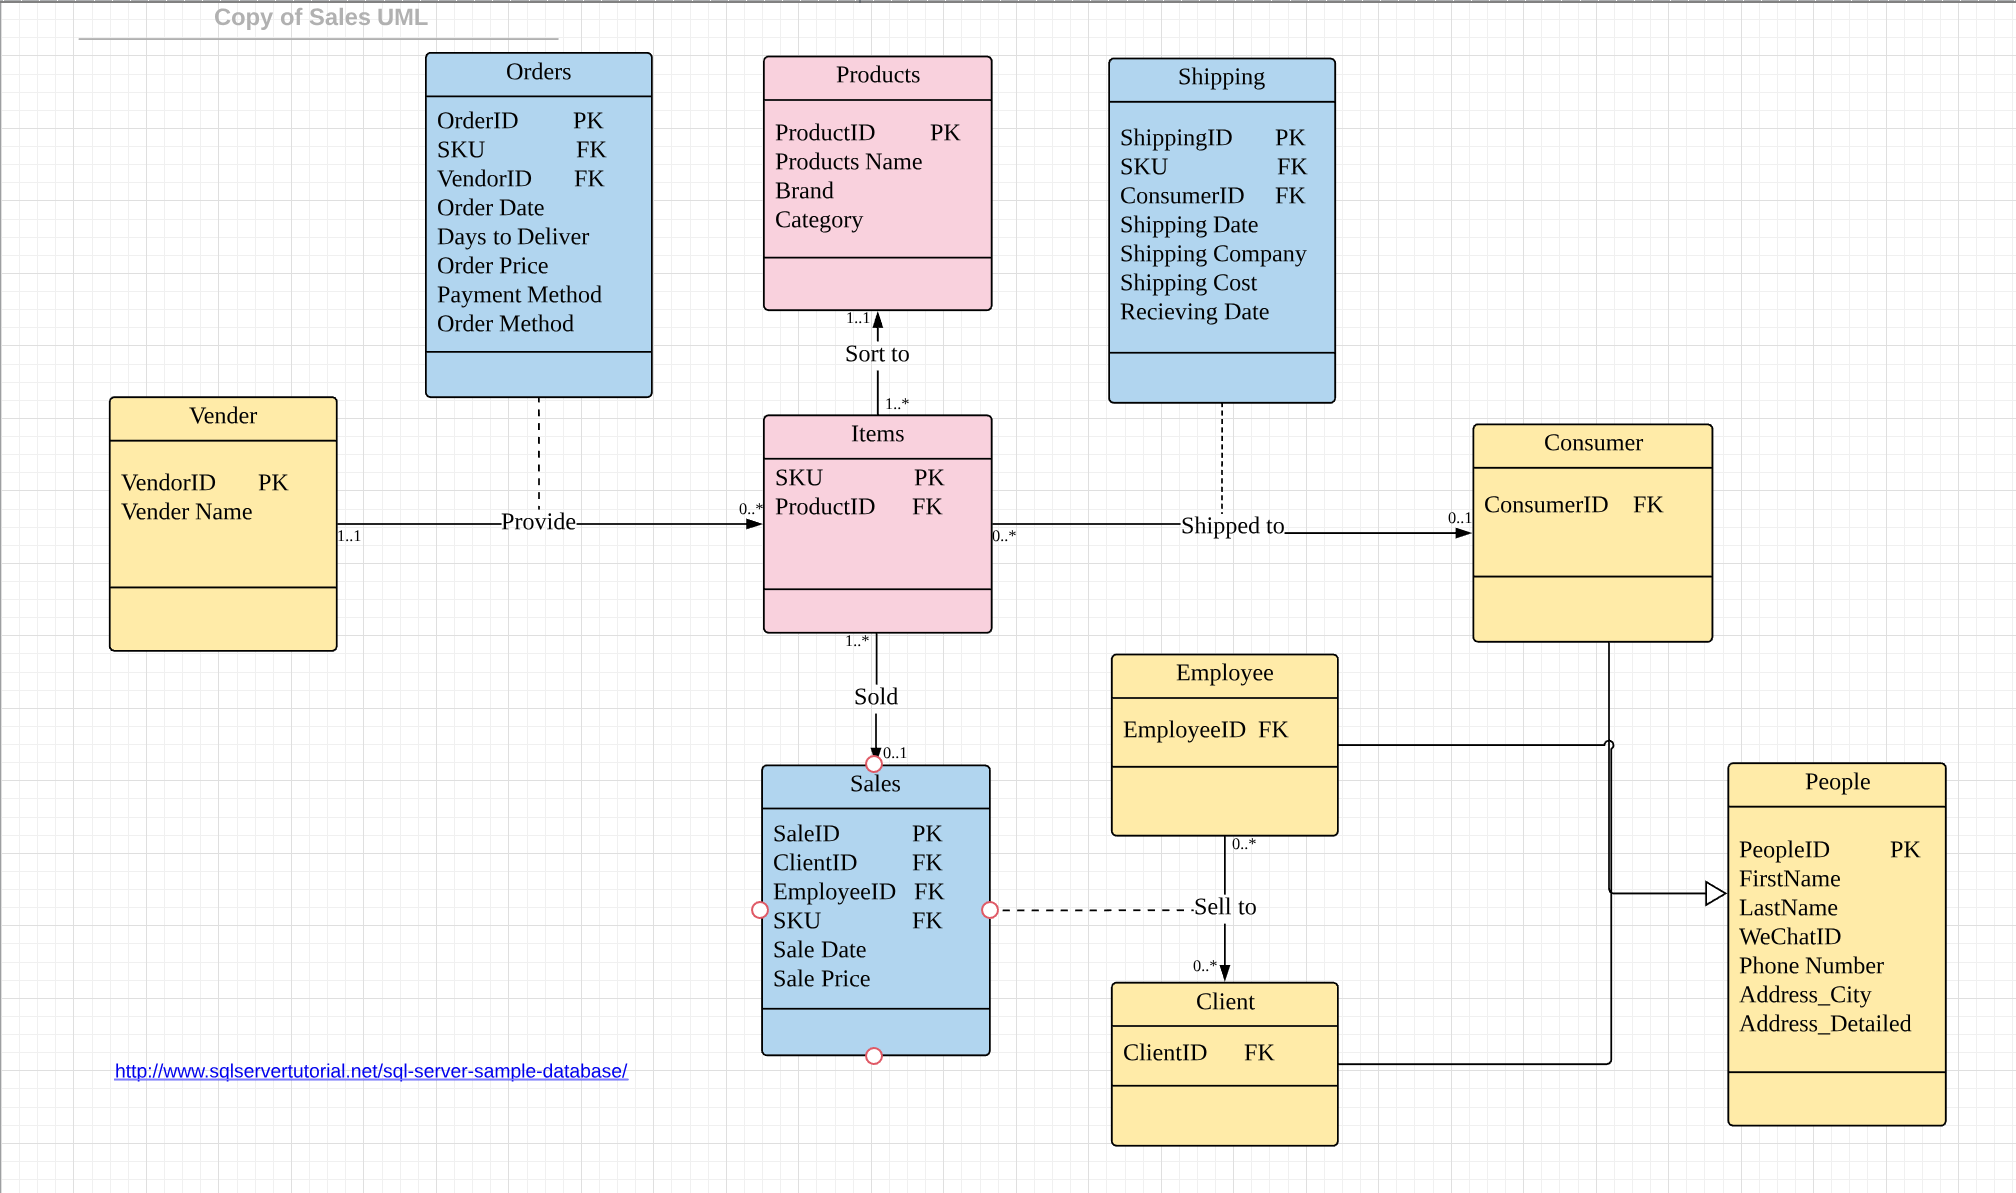 Copy of Sales UML
Orders
OrderID PK
SKU FK
VendorID FK
Order Date
Days to Deliver
Order Price
Payment Method
Order Method
Products
ProductID PK
Products Name
Brand
Category
Shipping
ShippingID PK
SKU FK
ConsumerID FK
Shipping Date
Shipping Company
Shipping Cost
Recieving Date
1..1
Sort to
1..*
Vender
VendorID PK
Vender Name
1..1
Provide
0..*
Items
SKU PK
ProductID FK
0..*
Shipped to
0..1
Consumer
ConsumerID FK
1..*
Sold
0..1
Sales
SaleID PK
ClientID FK
EmployeeID FK
SKU FK
Sale Date
Sale Price
Employee
EmployeeID FK
0..*
Sell to
0..*
Client
ClientID FK
People
PeopleID PK
FirstName
LastName
WeChatID
Phone Number
Address_City
Address_Detailed
http://www.sqlservertutorial.net/sql-server-sample-database/